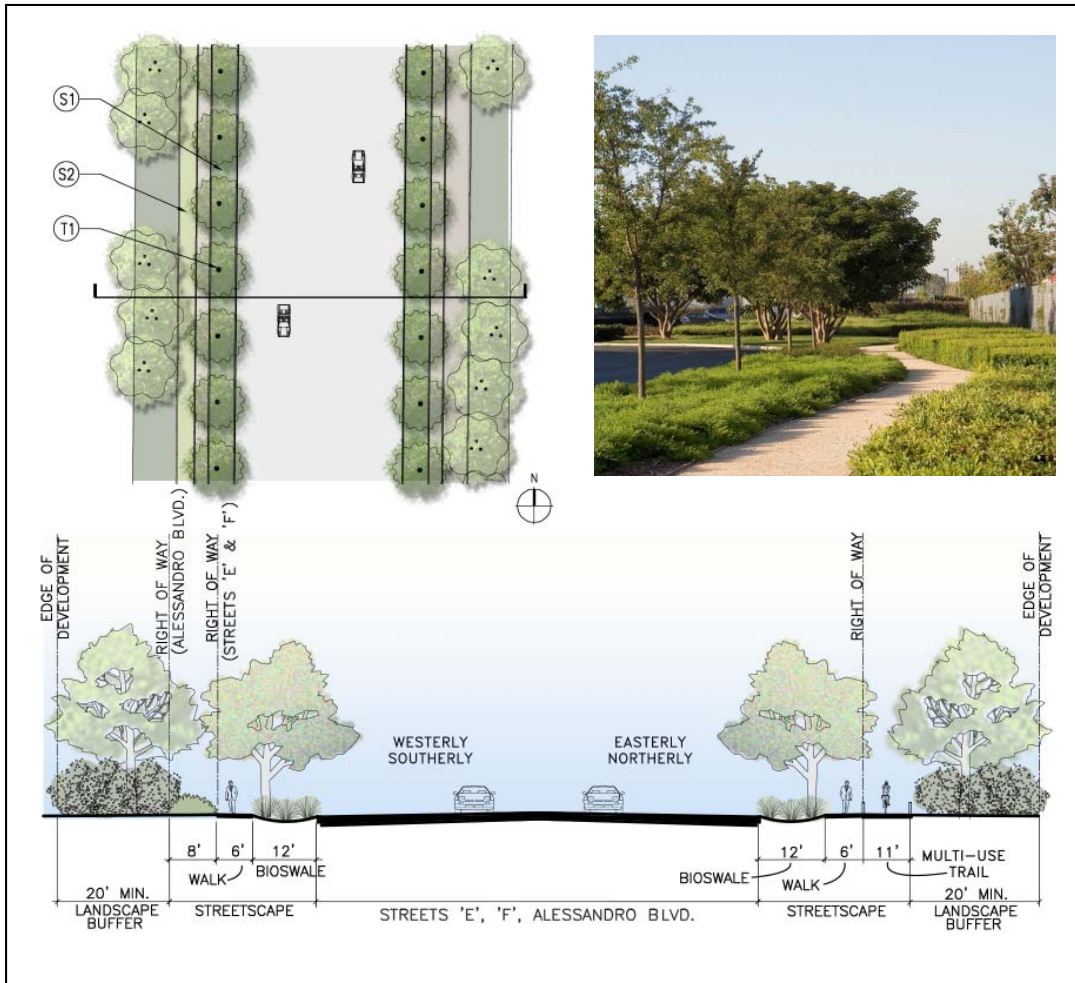 S1
S2
T1
N
EDGE OF
DEVELOPMENT
RIGHT OF WAY
(ALESSANDRO BLVD.)
RIGHT OF WAY
(STREETS 'E' & 'F')
RIGHT OF WAY
EDGE OF
DEVELOPMENT
WESTERLY
SOUTHERLY
EASTERLY
NORTHERLY
8' 6' 12'
WALK BIOSWALE
12' 6' 11'
BIOSWALE WALK MULTI-USE
TRAIL
20' MIN.
LANDSCAPE
BUFFER
STREETSCAPE
STREETS 'E', 'F', ALESSANDRO BLVD.
STREETSCAPE
20' MIN.
LANDSCAPE
BUFFER